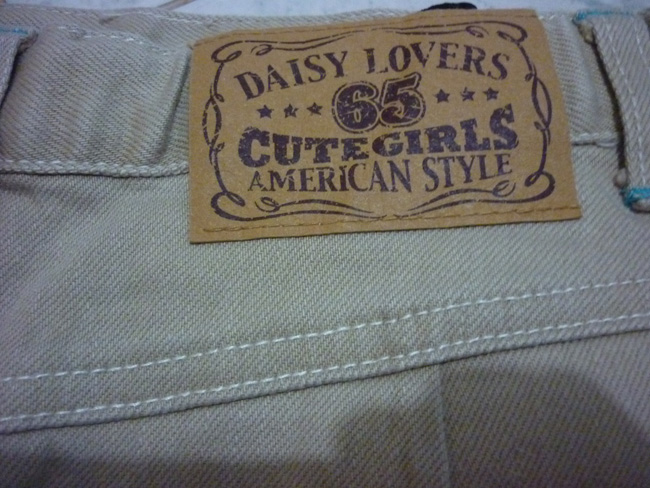 DAISY LOVERS
65
CUTEGIRLS
AMERICAN STYLE